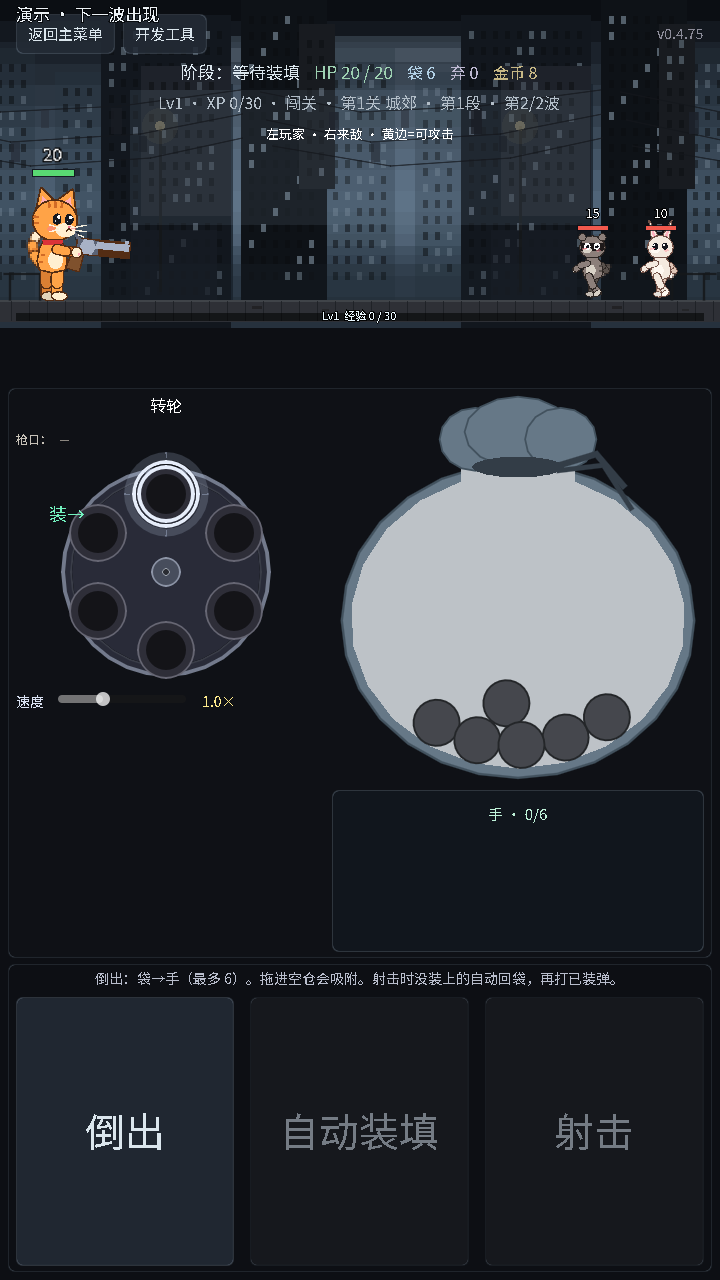 演示 · 下一波出现
返回主菜单 开发工具 v0.4.75
阶段：等待装填 HP 20/20 袋 6 弃 0 金币 8
Lv1 · XP 0/30 · 闯关 · 第1关 城郊 · 第1段 · 第2/2波
左玩家 · 右来敌 · 黄边=可攻击
20
15 10
Lv1 经验 0/30
转轮
枪口： —
装→
速度 1.0×
手 · 0/6
倒出：袋→手（最多 6）。拖进空仓会吸附。射击时没装上的自动回袋，再打已装弹。
倒出 自动装填 射击